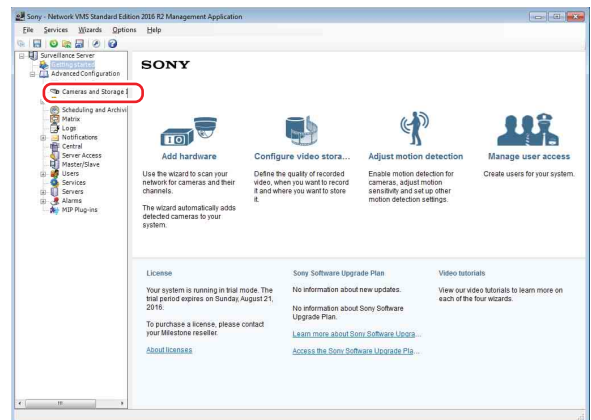 Sony - Network VMS Standard Edition 2016 R2 Management Application
File Services Wizards Options Help
Surveillance Server
Getting started
Advanced Configuration
Cameras and Storage
Scheduling and Archivi
Matrix
Logs
Notifications
Central
Server Access
Master/Slave
Users
Services
Servers
Alarms
MIP Plug-ins
SONY
Add hardware
Use the wizard to scan your
network for cameras and their
channels.
The wizard automatically adds
detected cameras to your
system.
Configure video stora...
Define the quality of recorded
video, when you want to record
it and where you want to store
it.
Adjust motion detection
Enable motion detection for
cameras, adjust motion
sensitivity and set up other
motion detection settings.
Manage user access
Create users for your system.
License
Your system is running in trial mode. The
trial period expires on Sunday, August 21,
2016.
To purchase a license, please contact
your Milestone reseller.
About licenses
Sony Software Upgrade Plan
No information about new updates.
No information about Sony Software
Upgrade Plan.
Learn more about Sony Software Upgra...
Access the Sony Software Upgrade Pla...
Video tutorials
View our video tutorials to learn more on
each of the four wizards.